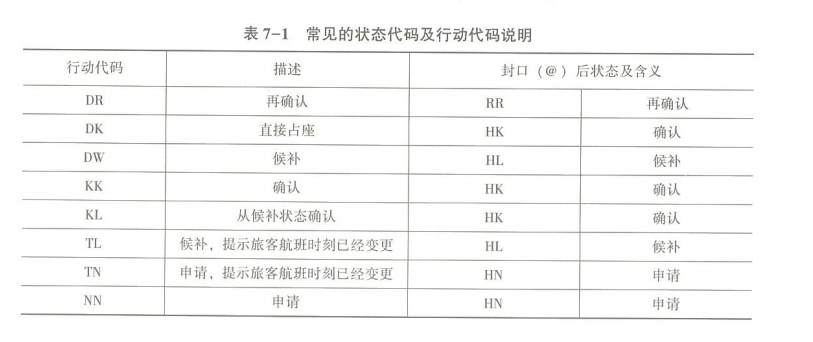 表 7-1 常见的状态代码及行动代码说明
行动代码 描述 封口（@）后状态及含义
DR 再确认 RR 再确认
DK 直接占座 HK 确认
DW 候补 HL 候补
KK 确认 HK 确认
KL 从候补状态确认 HK 确认
TL 候补，提示旅客航班时刻已经变更 HL 候补
TN 申请，提示旅客航班时刻已经变更 HN 申请
NN 申请 HN 申请